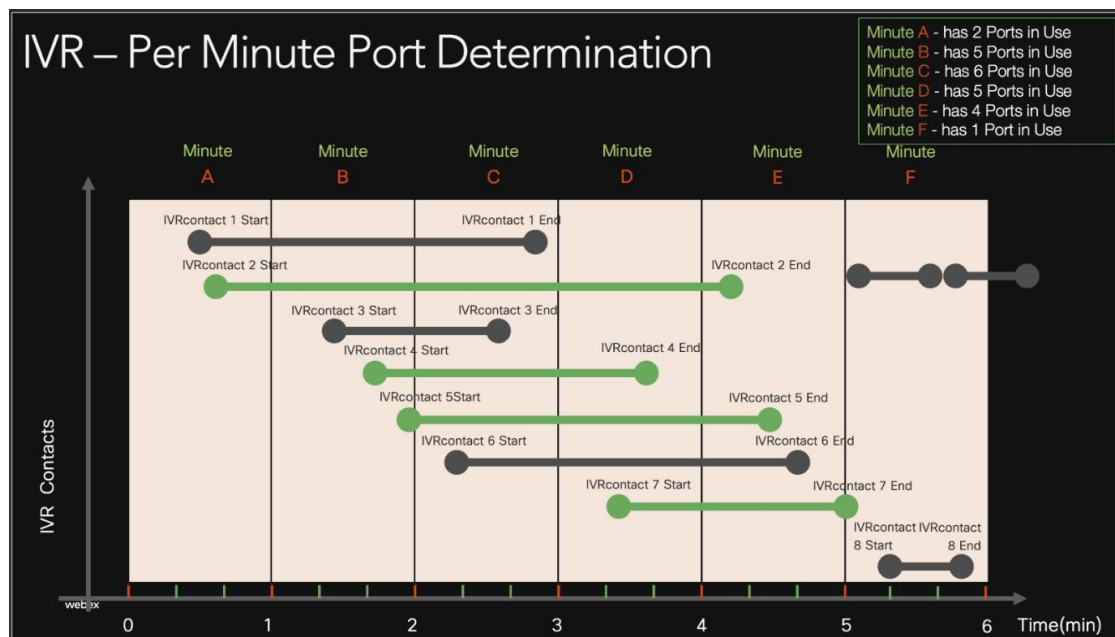 IVR – Per Minute Port Determination
Minute A - has 2 Ports in Use
Minute B - has 5 Ports in Use
Minute C - has 6 Ports in Use
Minute D - has 5 Ports in Use
Minute E - has 4 Ports in Use
Minute F - has 1 Port in Use
Minute Minute Minute Minute Minute Minute
A B C D E F
IVRcontact 1 Start IVRcontact 1 End
IVRcontact 2 Start IVRcontact 2 End
IVRcontact 3 Start IVRcontact 3 End
IVRcontact 4 Start IVRcontact 4 End
IVRcontact 5Start IVRcontact 5 End
IVRcontact 6 Start IVRcontact 6 End
IVRcontact 7 Start IVRcontact 7 End
IVRcontact IVRcontact
8 Start 8 End
IVR Contacts
webex
0 1 2 3 4 5 6 Time(min)